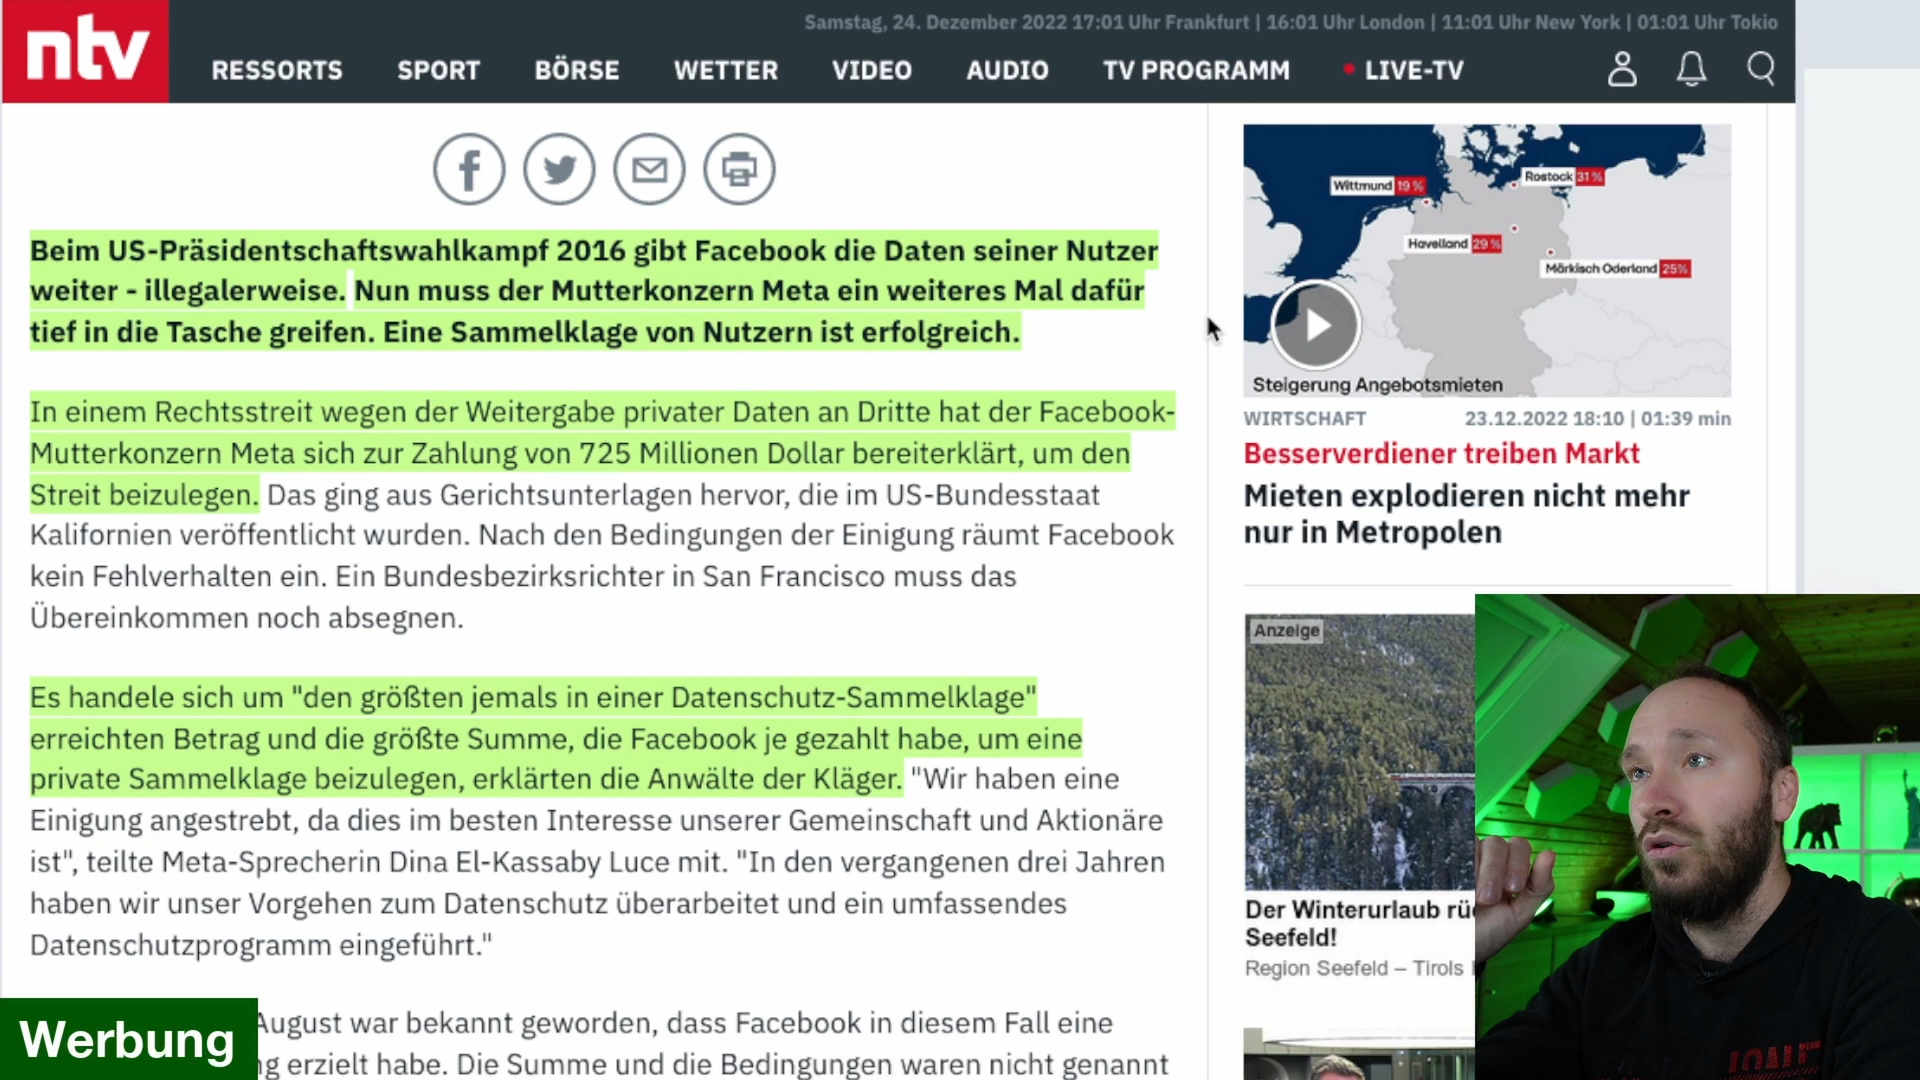 ntv
Samstag, 24. Dezember 2022 17:01 Uhr Frankfurt | 16:01 Uhr London | 11:01 Uhr New York | 01:01 Uhr Tokio
RESSORTS SPORT BÖRSE WETTER VIDEO AUDIO TV PROGRAMM LIVE-TV
Beim US-Präsidentschaftswahlkampf 2016 gibt Facebook die Daten seiner Nutzer
weiter - illegalerweise. Nun muss der Mutterkonzern Meta ein weiteres Mal dafür
tief in die Tasche greifen. Eine Sammelklage von Nutzern ist erfolgreich.
In einem Rechtsstreit wegen der Weitergabe privater Daten an Dritte hat der Facebook-
Mutterkonzern Meta sich zur Zahlung von 725 Millionen Dollar bereiterklärt, um den
Streit beizulegen. Das ging aus Gerichtsunterlagen hervor, die im US-Bundesstaat
Kalifornien veröffentlicht wurden. Nach den Bedingungen der Einigung räumt Facebook
kein Fehlverhalten ein. Ein Bundesbezirksrichter in San Francisco muss das
Übereinkommen noch absegnen.
Es handele sich um "den größten jemals in einer Datenschutz-Sammelklage"
erreichten Betrag und die größte Summe, die Facebook je gezahlt habe, um eine
private Sammelklage beizulegen, erklärten die Anwälte der Kläger. "Wir haben eine
Einigung angestrebt, da dies im besten Interesse unserer Gemeinschaft und Aktionäre
ist", teilte Meta-Sprecherin Dina El-Kassaby Luce mit. "In den vergangenen drei Jahren
haben wir unser Vorgehen zum Datenschutz überarbeitet und ein umfassendes
Datenschutzprogramm eingeführt."
August war bekannt geworden, dass Facebook in diesem Fall eine
ng erzielt habe. Die Summe und die Bedingungen waren nicht genannt
Werbung
Wittmund 19 %
Rostock 31 %
Havelland 29 %
Märkisch Oderland 25%
Steigerung Angebotsmieten
WIRTSCHAFT 23.12.2022 18:10 | 01:39 min
Besserverdiener treiben Markt
Mieten explodieren nicht mehr
nur in Metropolen
Anzeige
Der Winterurlaub rüc
Seefeld!
Region Seefeld – Tirols